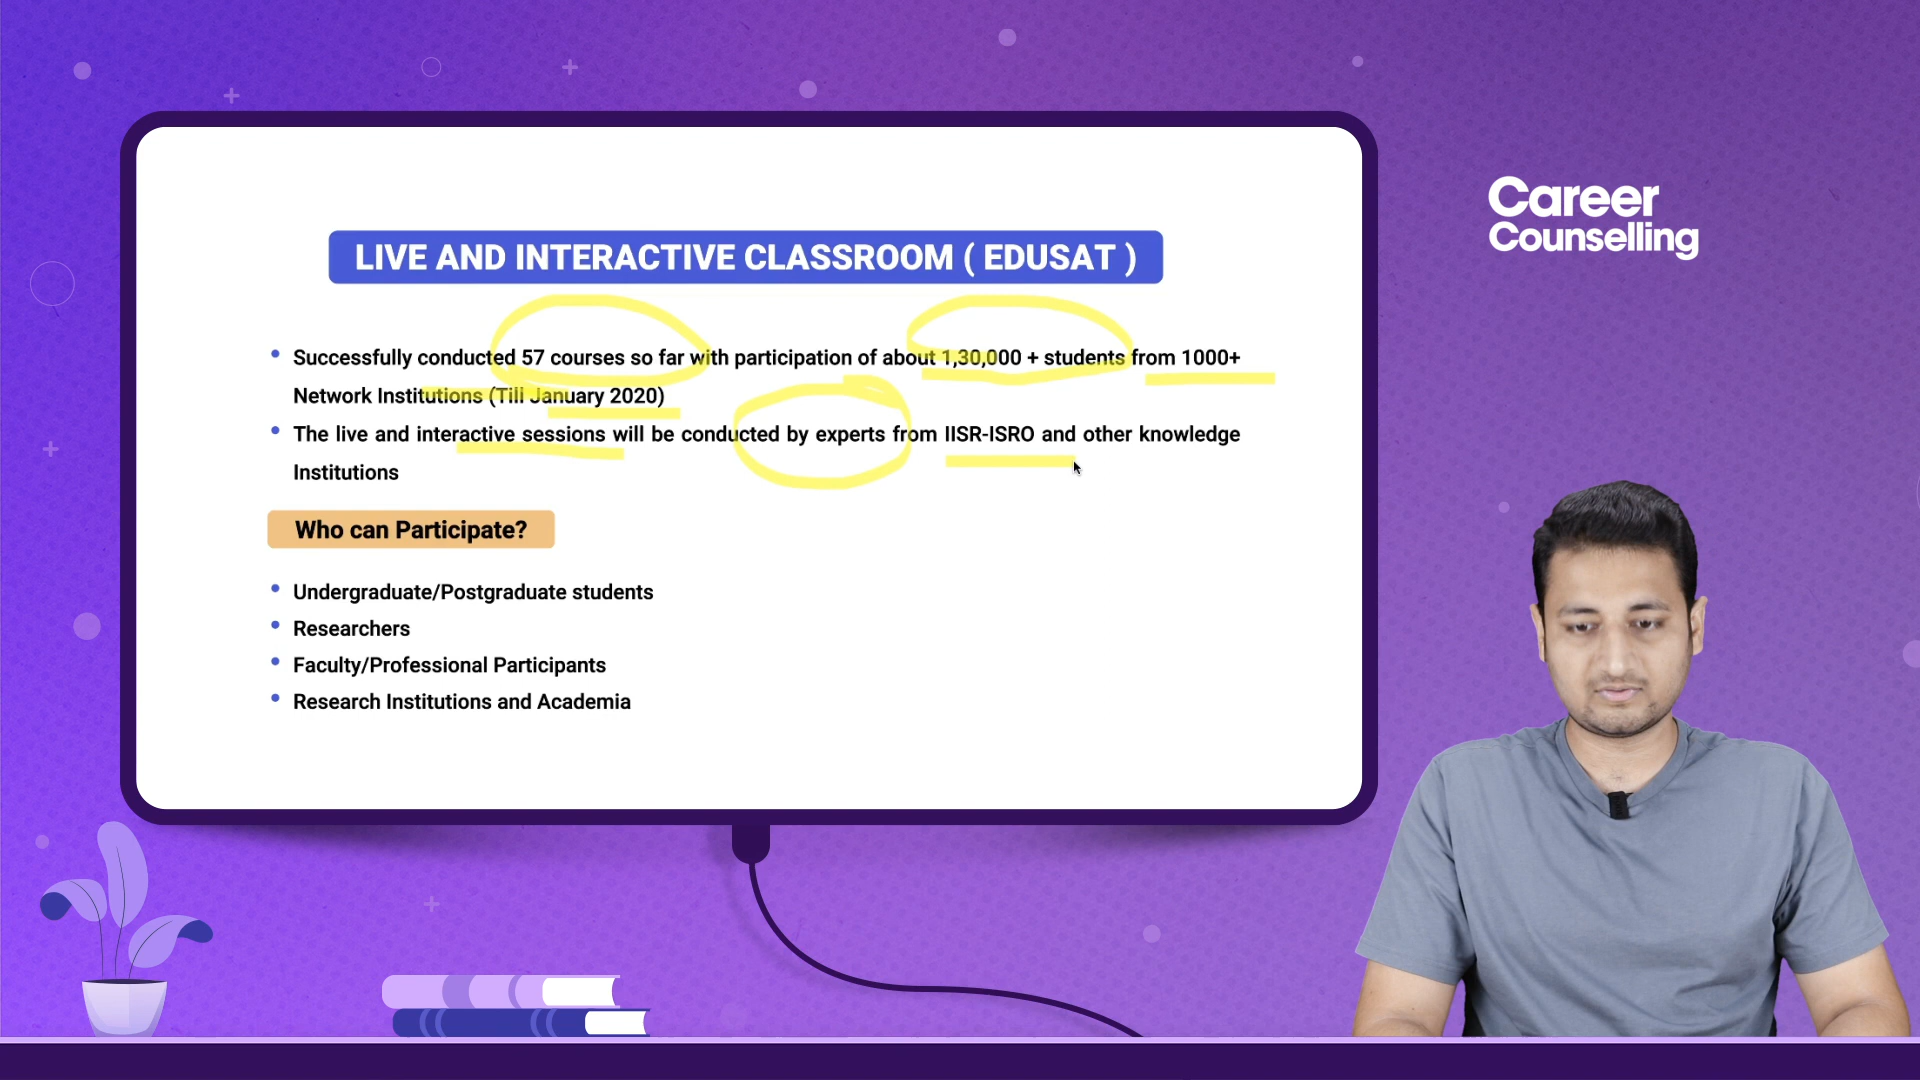 LIVE AND INTERACTIVE CLASSROOM ( EDUSAT )
Career
Counselling
Successfully conducted 57 courses so far with participation of about 1,30,000 + students from 1000+
Network Institutions (Till January 2020)
The live and interactive sessions will be conducted by experts from IISR-ISRO and other knowledge
Institutions
Who can Participate?
Undergraduate/Postgraduate students
Researchers
Faculty/Professional Participants
Research Institutions and Academia